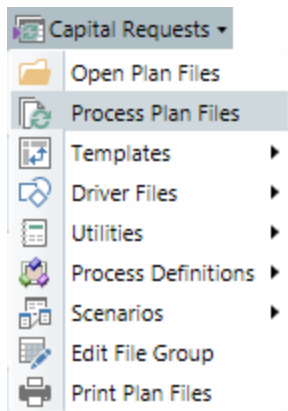 Capital Requests
Open Plan Files
Process Plan Files
Templates
Driver Files
Utilities
Process Definitions
Scenarios
Edit File Group
Print Plan Files